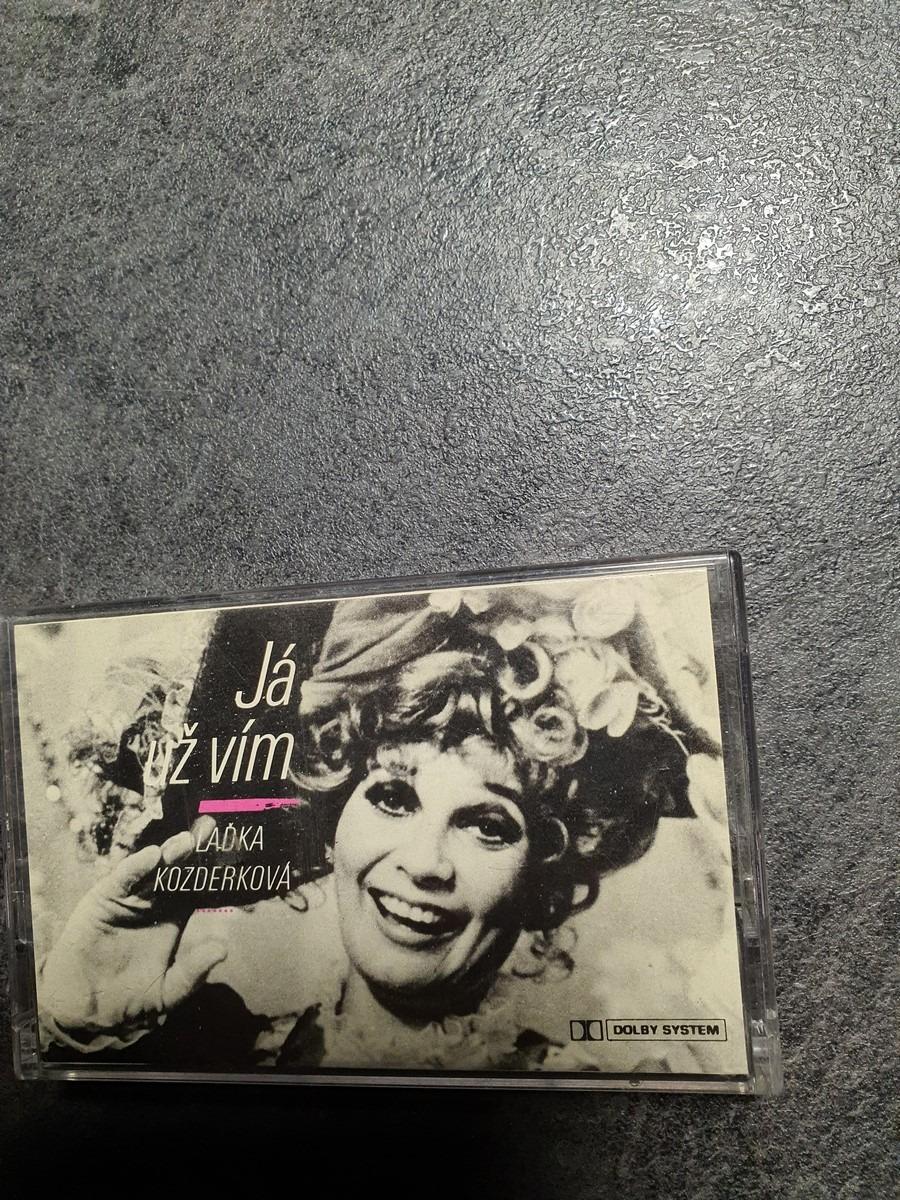 Já
už vím
LAĎKA
KOZDERKOVÁ
DOLBY SYSTEM